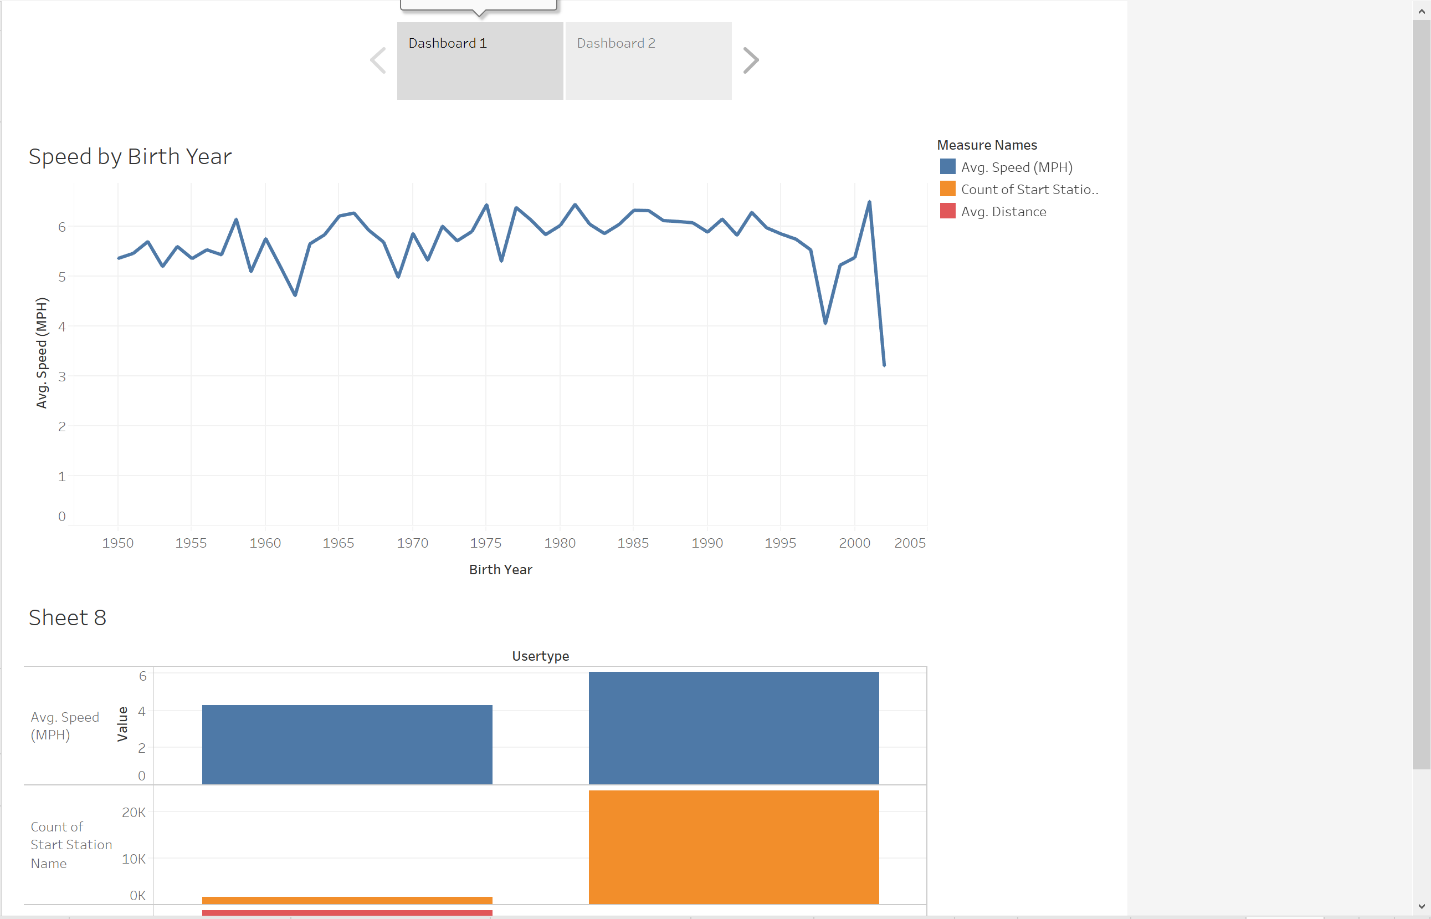 Dashboard 1
Dashboard 2
Speed by Birth Year
Measure Names
Avg. Speed (MPH)
Count of Start Statio..
Avg. Distance
Avg. Speed (MPH)
6
5
4
3
2
1
0
1950 1955 1960 1965 1970 1975 1980 1985 1990 1995 2000 2005
Birth Year
Sheet 8
Usertype
Avg. Speed
(MPH)
Value
6
4
2
0
Count of
Start Station
Name
20K
10K
0K